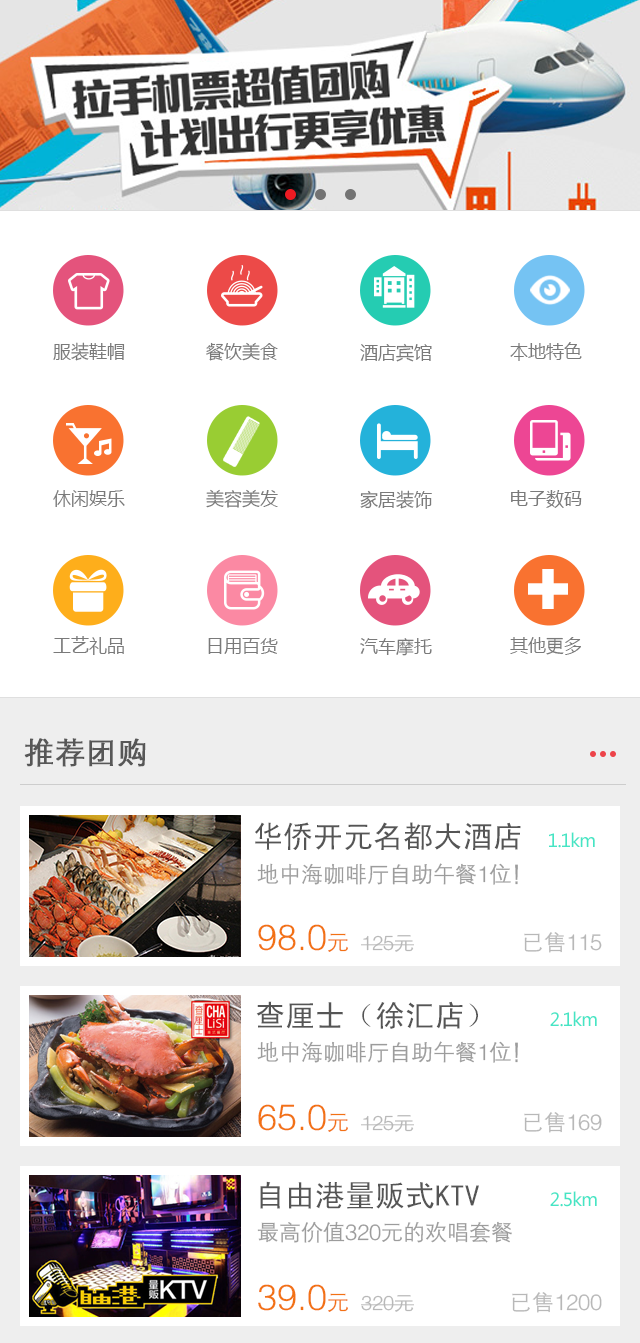 拉手机票超值团购
计划出行更享优惠
服装鞋帽 餐饮美食 酒店宾馆 本地特色
休闲娱乐 美容美发 家居装饰 电子数码
工艺礼品 日用百货 汽车摩托 其他更多
推荐团购
华侨开元名都大酒店 1.1km
地中海咖啡厅自助午餐1位!
98.0元 125元 已售115
查厘士 CHA LISI
查厘士（徐汇店） 2.1km
地中海咖啡厅自助午餐1位!
65.0元 125元 已售169
自由港量贩式KTV 2.5km
最高价值320元的欢唱套餐
自由港 量贩 KTV
39.0元 320元 已售1200